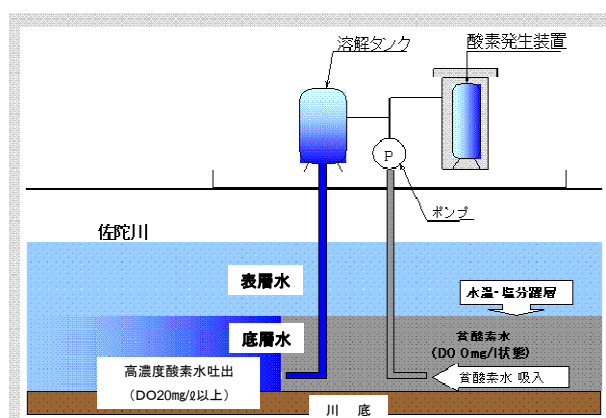 溶解タンク
酸素発生装置
P
ポンプ
佐陀川
表層水
水温・塩分躍層
底層水
貧酸素水
(DO 0mg/l状態)
高濃度酸素水吐出
(DO20mg/ℓ以上)
貧酸素水 吸入
川 底